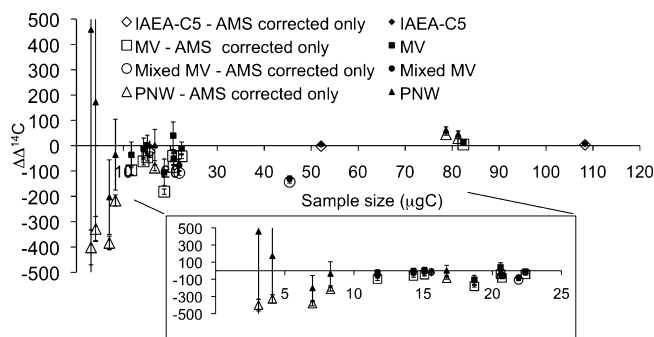 500
400
300
200
100
0
-100
-200
-300
-400
-500
ΔΔ¹⁴C
◇ IAEA-C5 - AMS corrected only ◆ IAEA-C5
□ MV - AMS corrected only ■ MV
○ Mixed MV - AMS corrected only ● Mixed MV
△ PNW - AMS corrected only ▲ PNW
10 20 30 40 50 60 70 80 90 100 110 120
Sample size (μgC)
500
300
100
-100
-300
-500
5 10 15 20 25